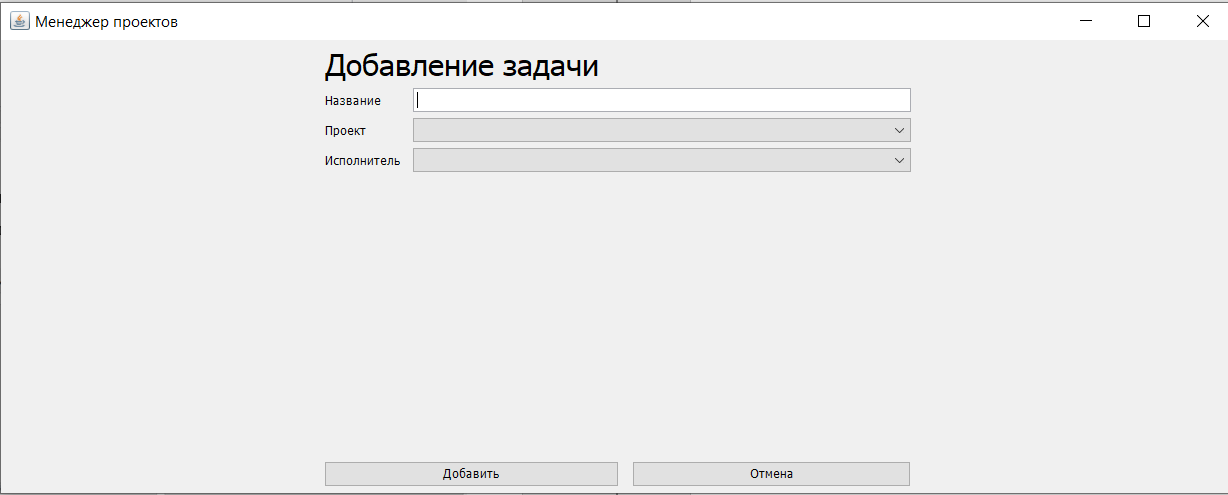 Менеджер проектов
Добавление задачи
Название
Проект
Исполнитель
Добавить Отмена